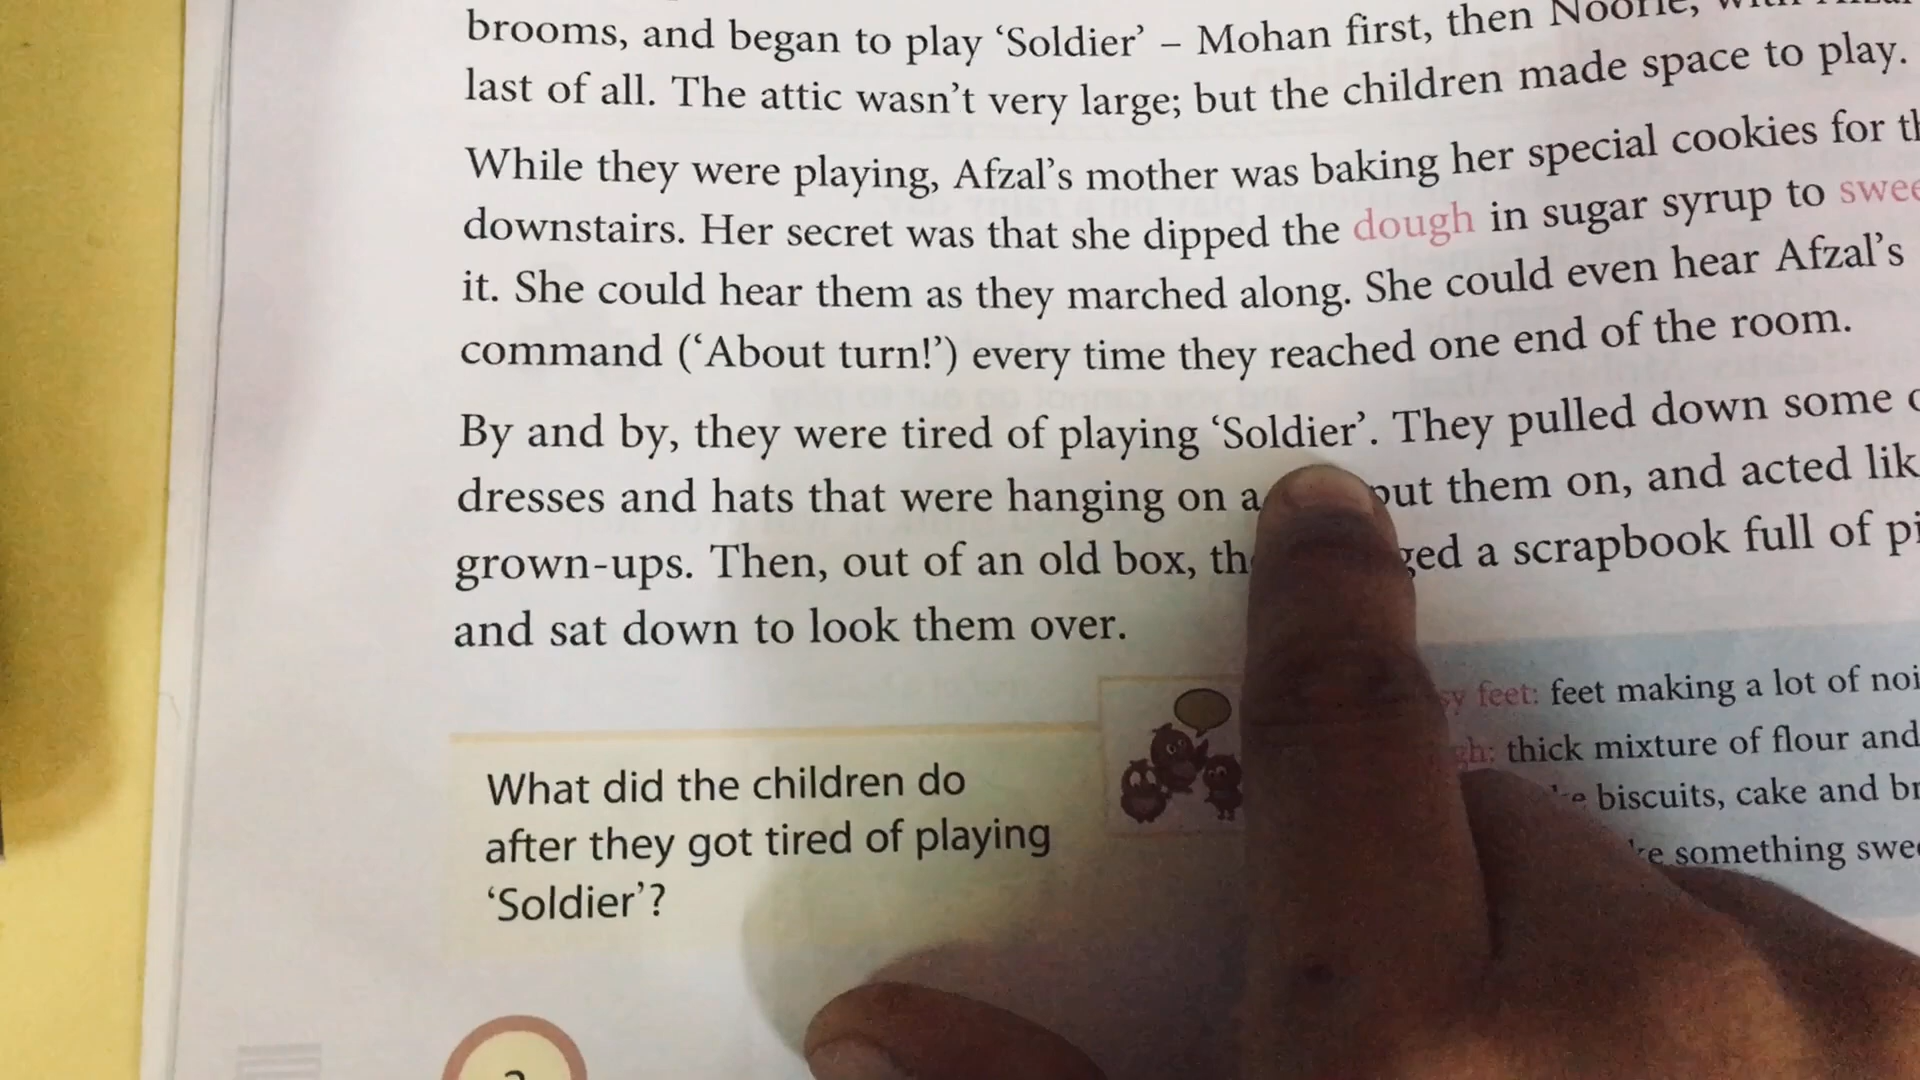 brooms, and began to play ‘Soldier’ – Mohan first, then Noorie,
last of all. The attic wasn’t very large; but the children made space to play.
While they were playing, Afzal’s mother was baking her special cookies for
downstairs. Her secret was that she dipped the dough in sugar syrup to
it. She could hear them as they marched along. She could even hear Afzal’s
command (‘About turn!’) every time they reached one end of the room.
By and by, they were tired of playing ‘Soldier’. They pulled down some
dresses and hats that were hanging on a put them on, and acted
grown-ups. Then, out of an old box, a scrapbook full of
and sat down to look them over.
What did the children do
after they got tired of playing
‘Soldier’?
feet: feet making a lot of
thick mixture of flour and
biscuits, cake and
something